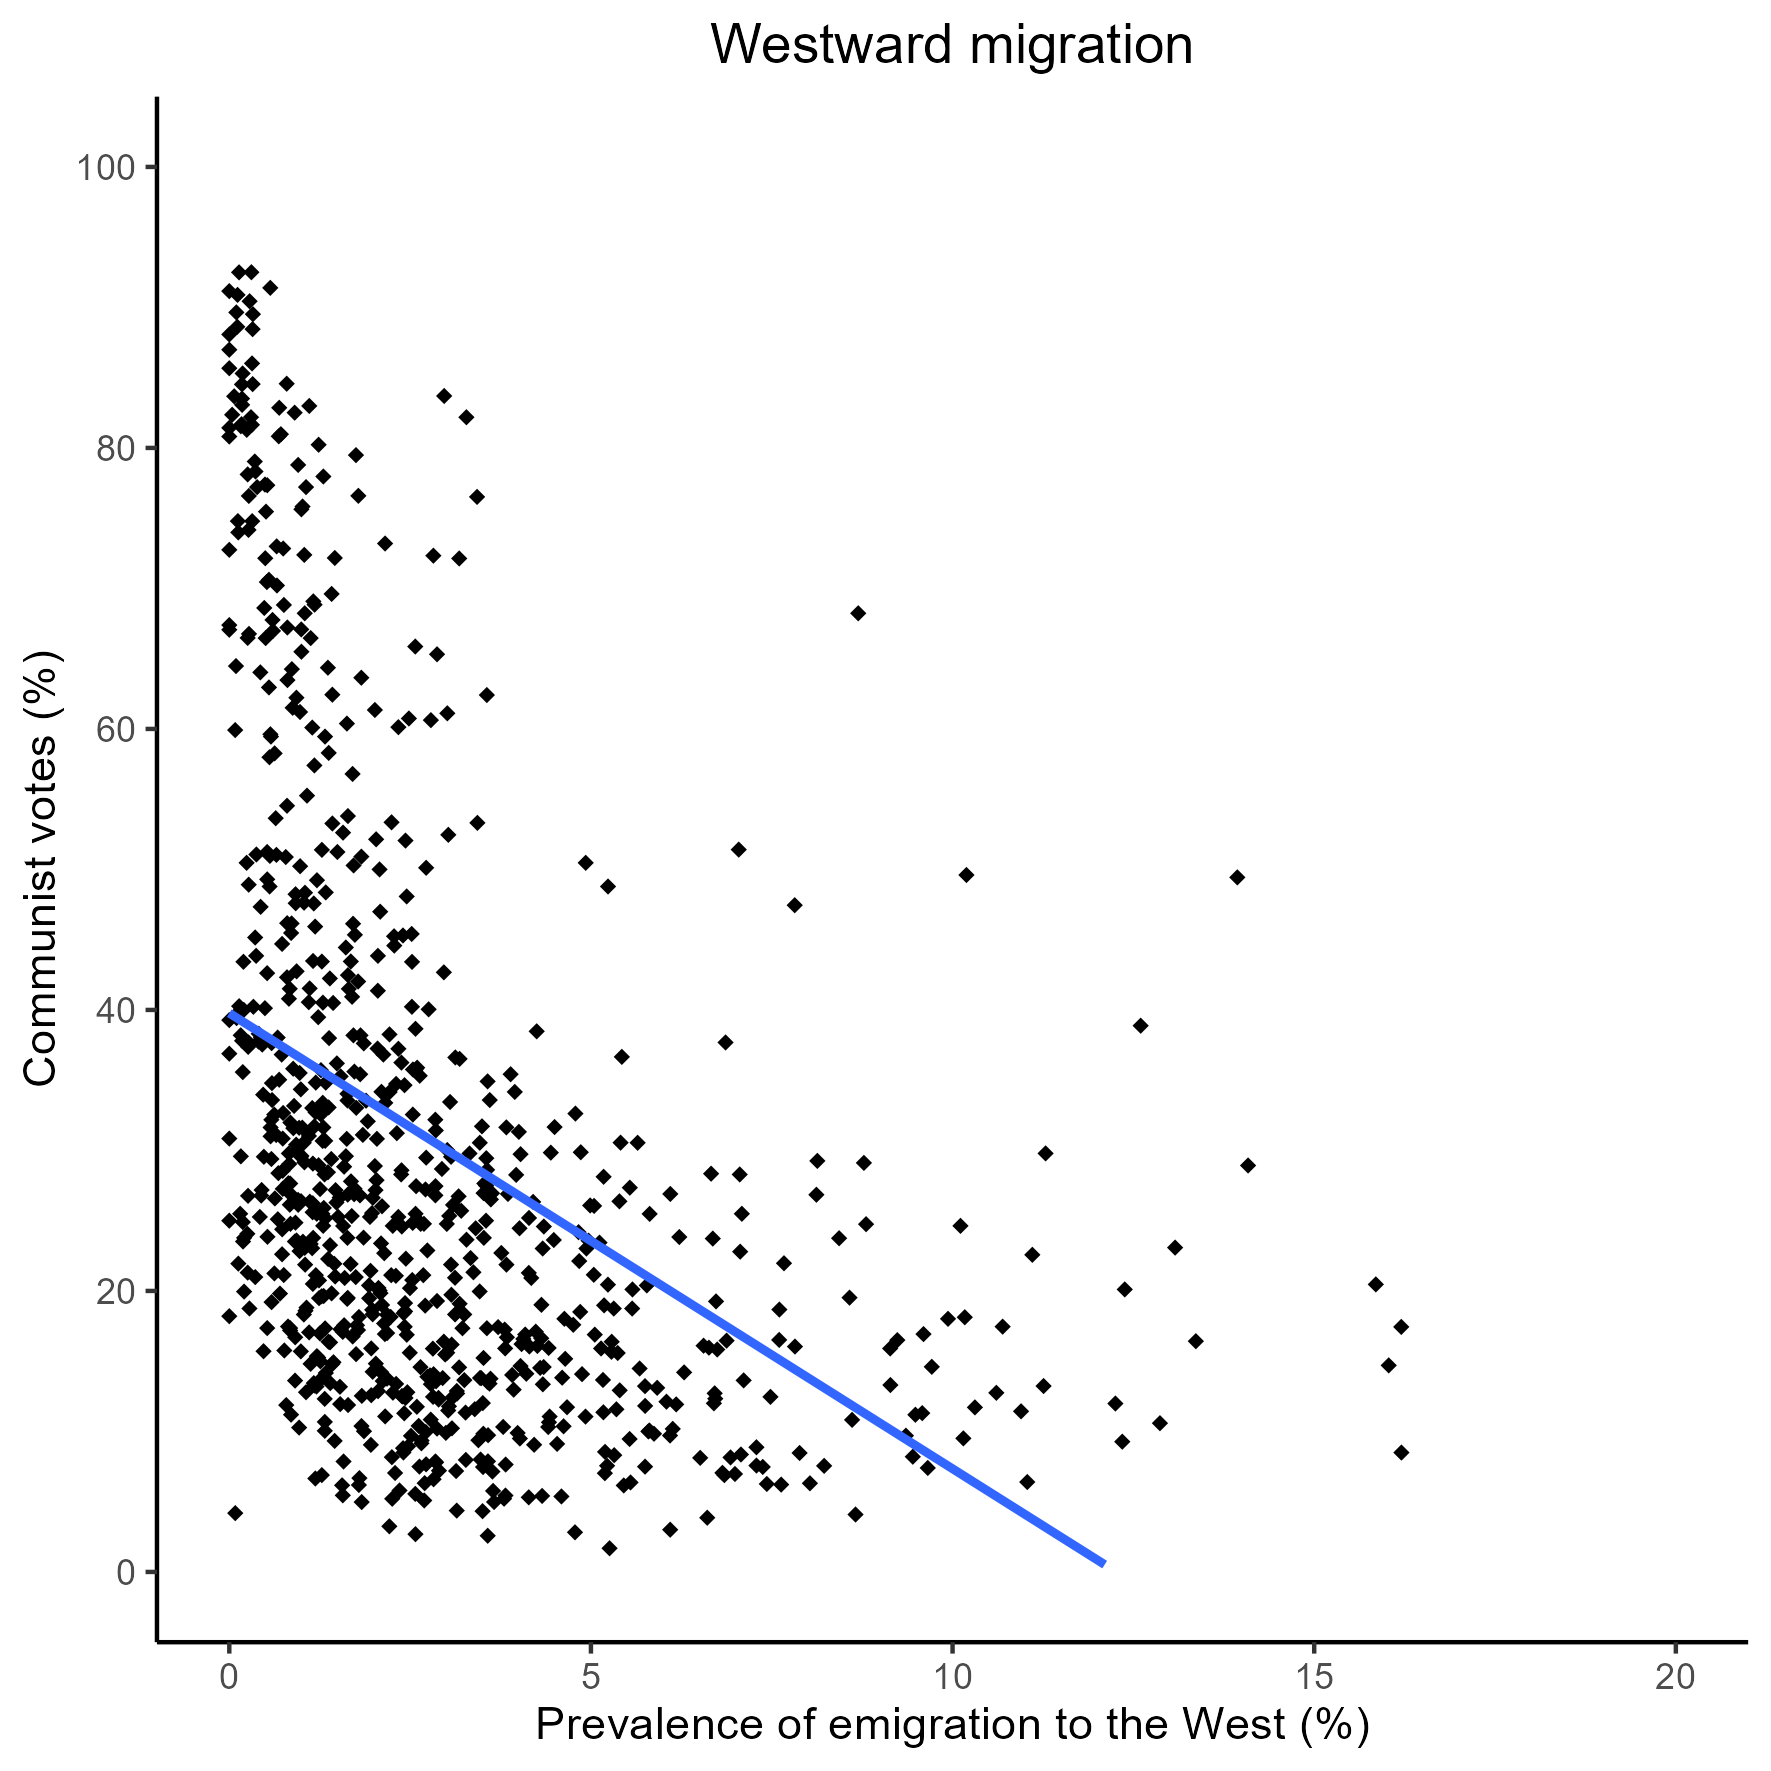 Westward migration
100
80
60
40
20
0
Communist votes (%)
0 5 10 15 20
Prevalence of emigration to the West (%)